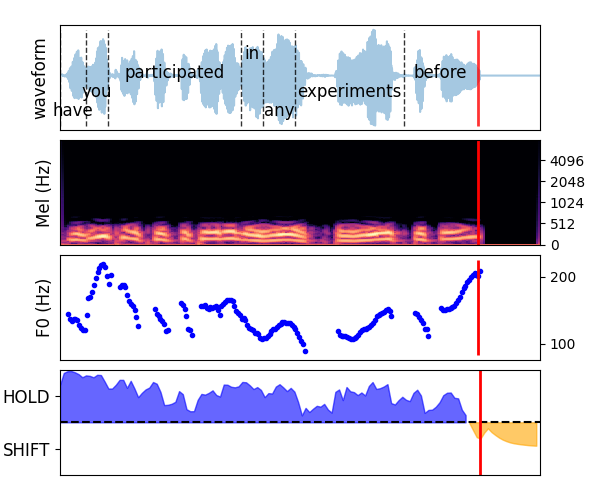 waveform
have you participated in any experiments before
Mel (Hz)
4096
2048
1024
512
0
F0 (Hz)
200
100
HOLD
SHIFT